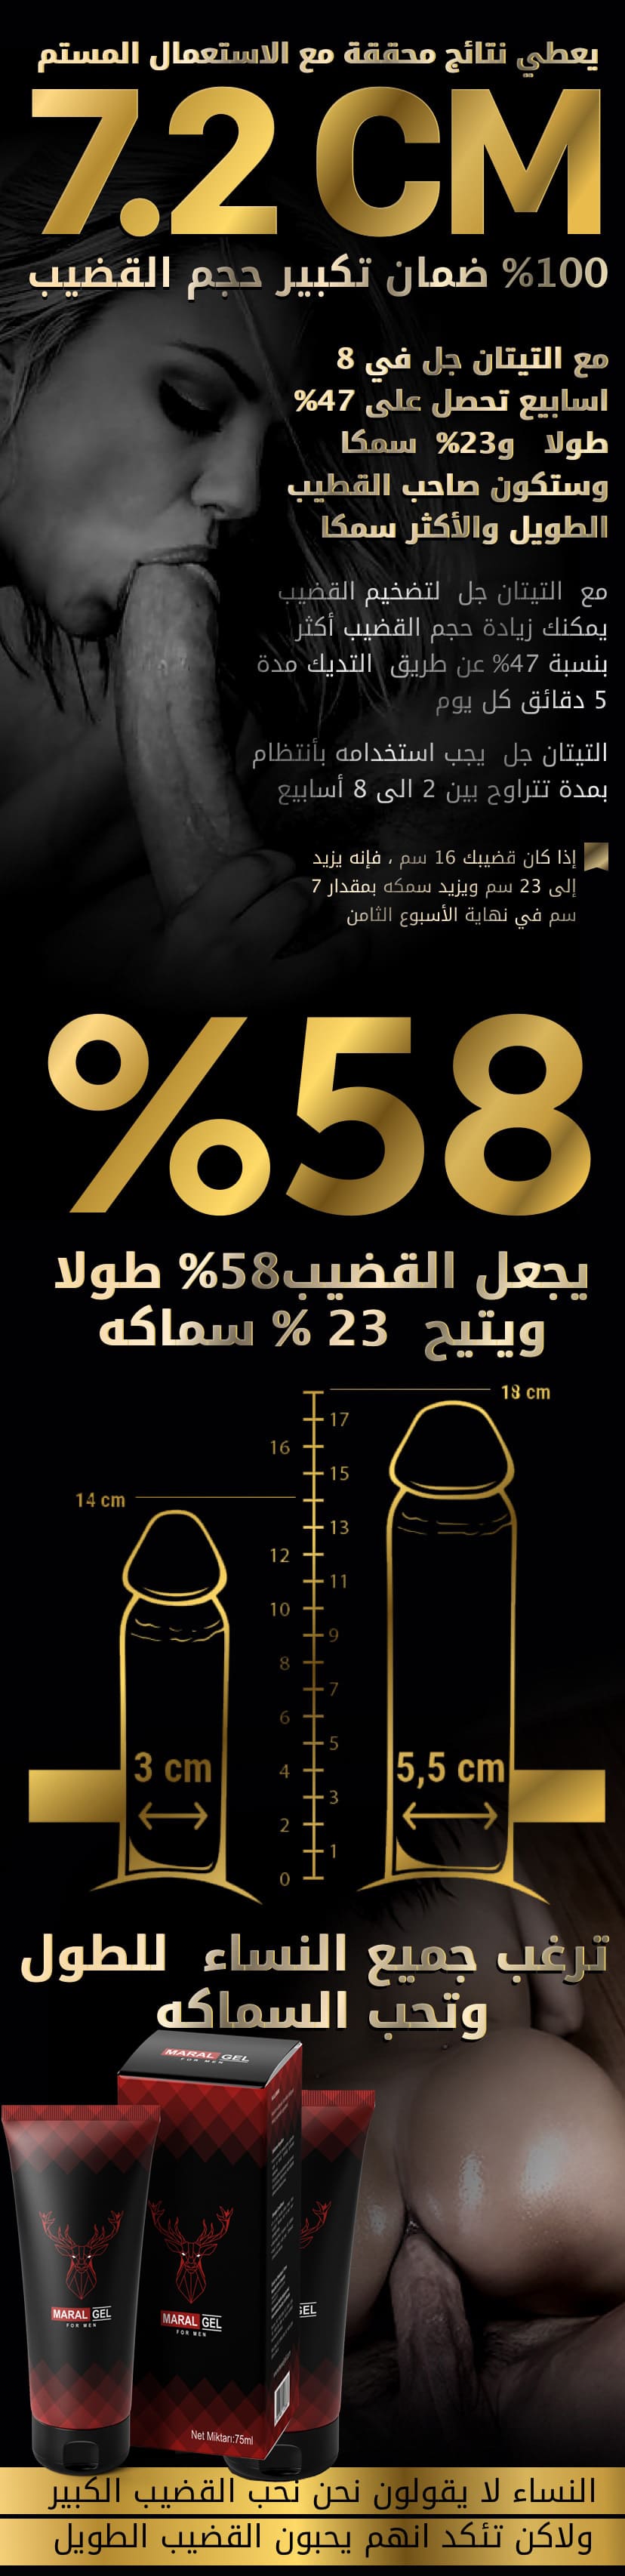 يعطي نتائج محققة مع الاستعمال المستم
7.2 CM
%100 ضمان تكبير حجم القضيب
مع التيتان جل في 8
اسابيع تحصل على 47%
طولا و23% سمكا
وستكون صاحب القطيب
الطويل والأكثر سمكا
مع التيتان جل لتضخيم القضيب
يمكنك زيادة حجم القضيب أكثر
بنسبة 47% عن طريق التديك مدة
5 دقائق كل يوم
التيتان جل يجب استخدامه بأنتظام
بمدة تتراوح بين 2 الى 8 أسابيع
إذا كان قضيبك 16 سم ، فإنه يزيد
إلى 23 سم ويزيد سمكه بمقدار 7
سم في نهاية الأسبوع الثامن
%58
يجعل القضيب58% طولا
ويتيح 23 % سماكه
18 cm
17
16
15
14 cm
13
12
11
10
9
8
7
6
5
4
3
2
1
0
3 cm
5,5 cm
ترغب جميع النساء للطول
وتحب السماكه
MARAL GEL
FOR MEN
MARAL GEL
FOR MEN
MARAL GEL
FOR MEN
GEL
Net Miktarı:75ml
النساء لا يقولون نحن نحب القضيب الكبير
ولاكن تئكد انهم يحبون القضيب الطويل